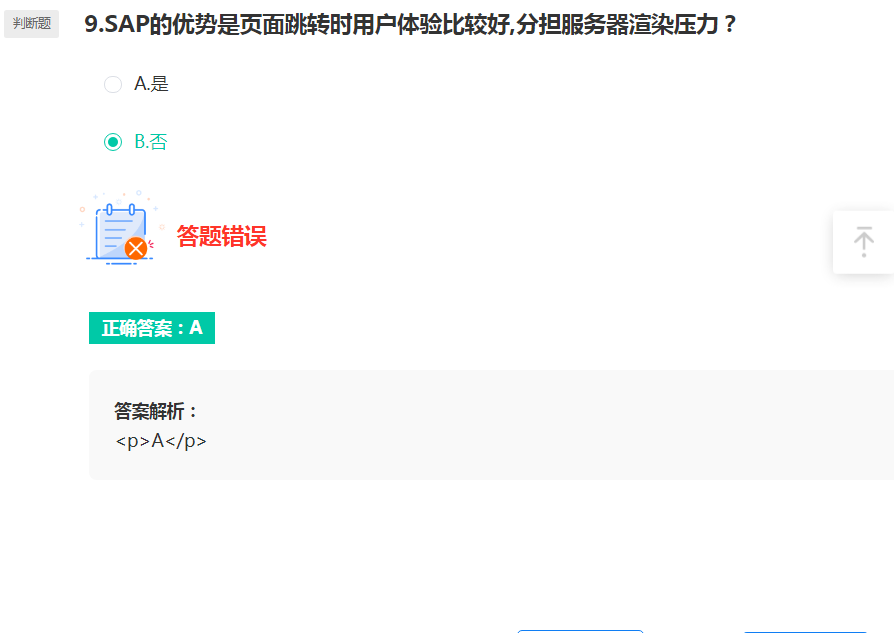 判断题
9.SAP的优势是页面跳转时用户体验比较好,分担服务器渲染压力？
A.是
B.否
答题错误
正确答案：A
答案解析：
<p>A</p>